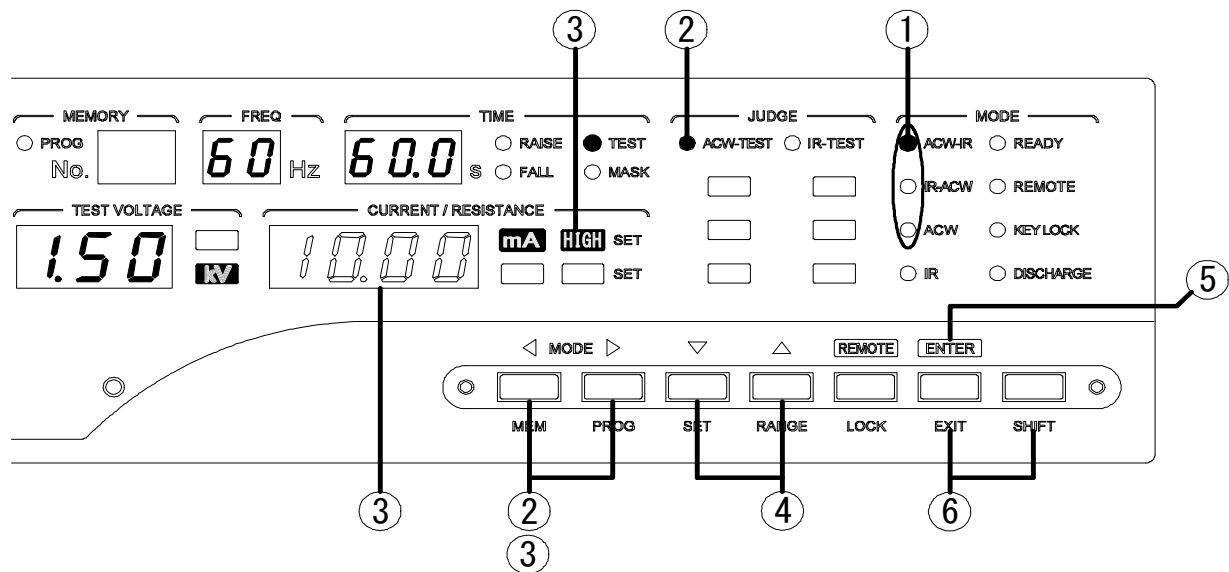 ③ ② ①
MEMORY FREQ TIME JUDGE MODE
PROG No. 60 Hz 60.0 s RAISE TEST ACW-TEST IR-TEST ACW-IR READY
FALL MASK IR-ACW REMOTE
TEST VOLTAGE CURRENT / RESISTANCE
1.50 kV 10.00 mA HIGH SET ACW KEY LOCK
SET IR DISCHARGE
⑤
◁ MODE ▷ ▽ △ REMOTE ENTER
MEM PROG SET RANGE LOCK EXIT SHIFT
③ ② ④ ⑥
③